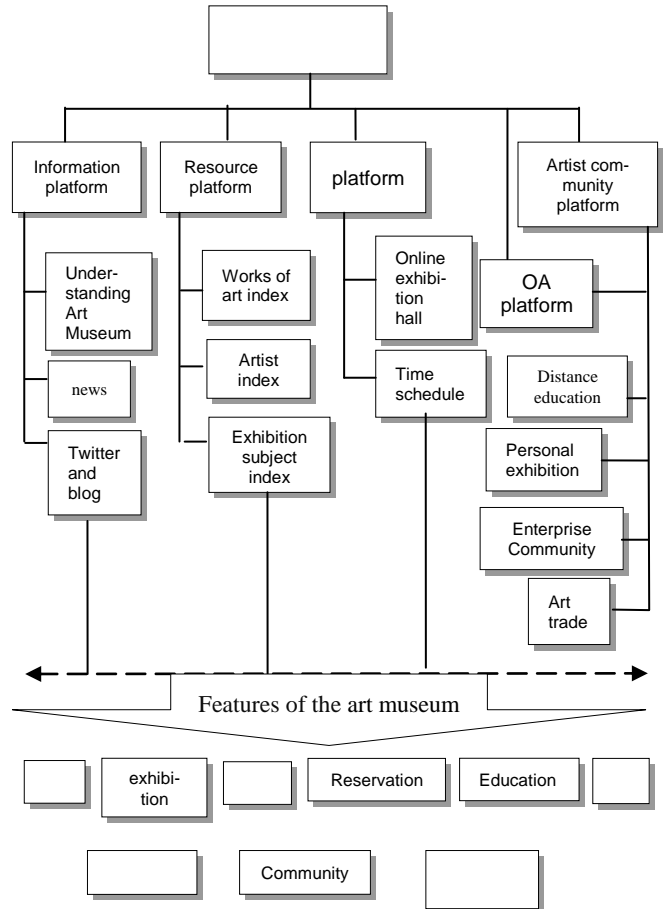 Information
platform
Resource
platform
platform
Artist com-
munity
platform
Under-
standing
Art
Museum
news
Twitter
and
blog
Works of
art index
Artist
index
Exhibition
subject
index
Online
exhibi-
tion
hall
Time
schedule
OA
platform
Distance
education
Personal
exhibition
Enterprise
Community
Art
trade
Features of the art museum
exhibi-
tion
Reservation
Education
Community